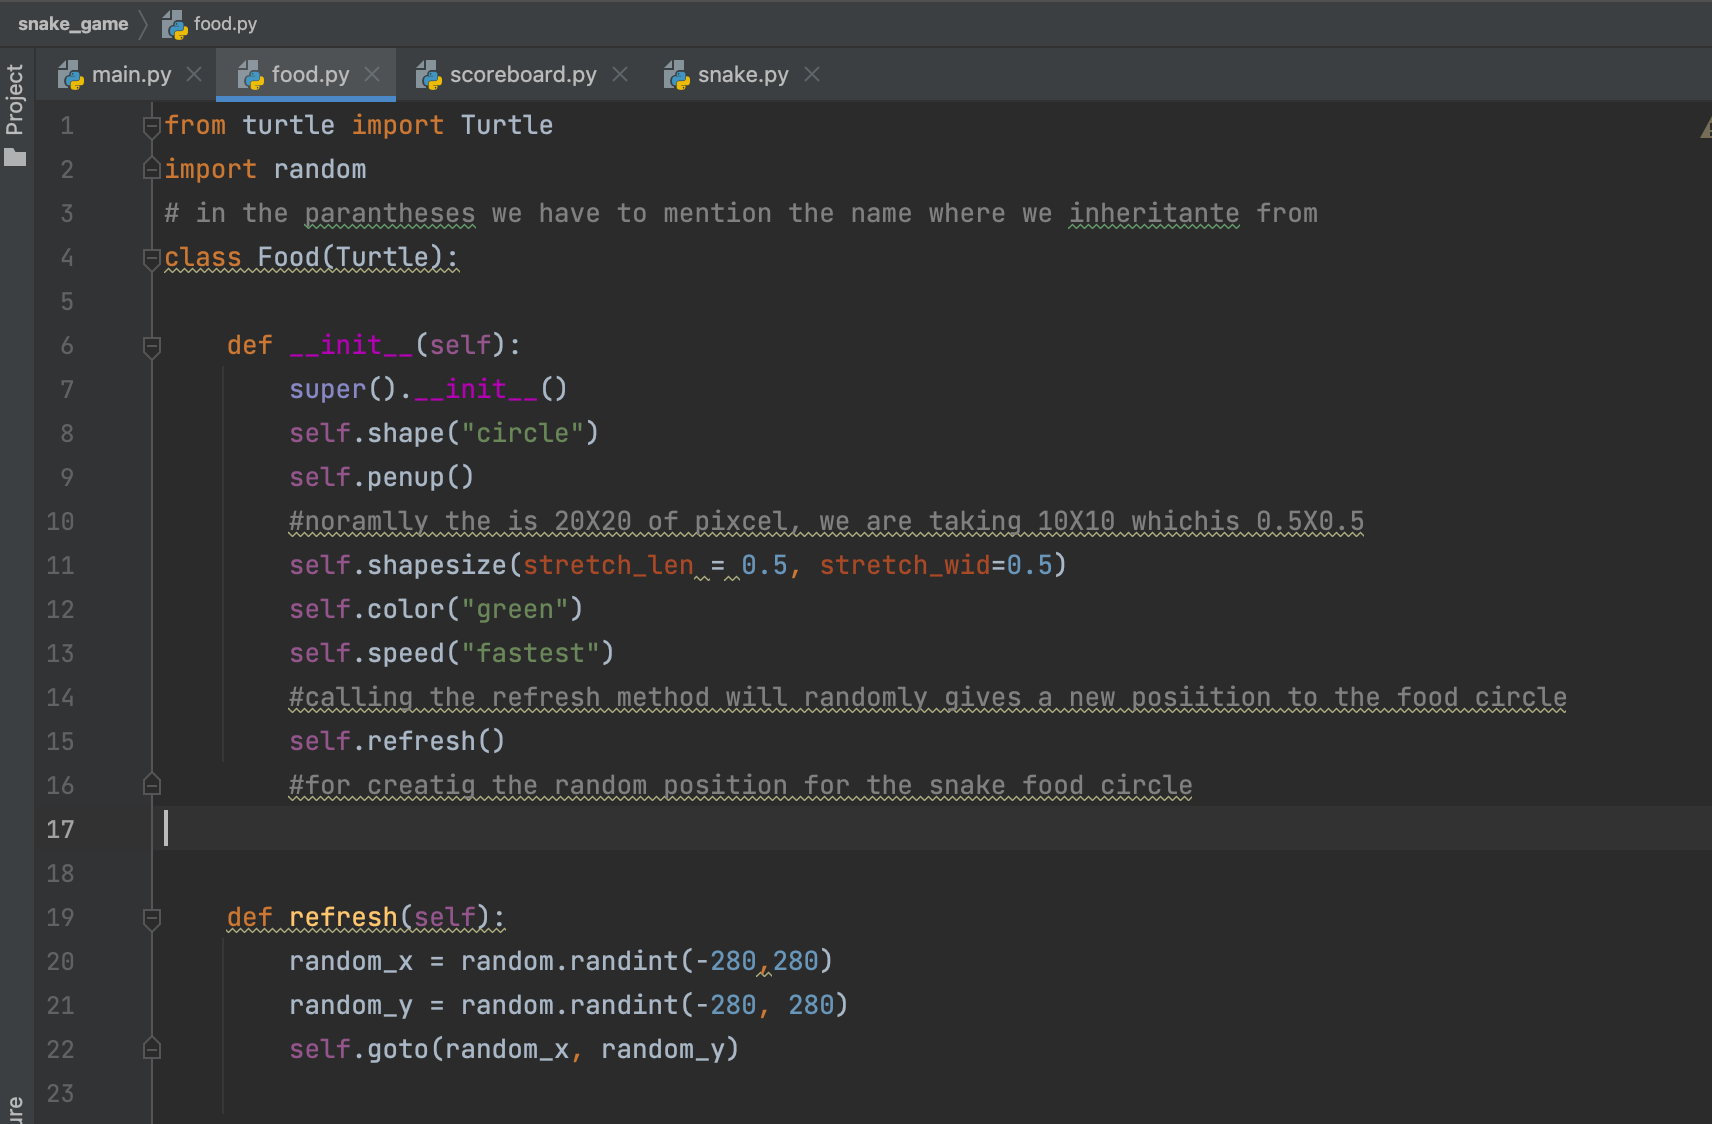 snake_game food.py
Project
main.py food.py scoreboard.py snake.py
1 from turtle import Turtle
2 import random
3 # in the parantheses we have to mention the name where we inheritante from
4 class Food(Turtle):
5
6 def __init__(self):
7 super().__init__()
8 self.shape("circle")
9 self.penup()
10 #noramlly the is 20X20 of pixcel, we are taking 10X10 whichis 0.5X0.5
11 self.shapesize(stretch_len = 0.5, stretch_wid=0.5)
12 self.color("green")
13 self.speed("fastest")
14 #calling the refresh method will randomly gives a new posiition to the food circle
15 self.refresh()
16 #for creatig the random position for the snake food circle
17
18
19 def refresh(self):
20 random_x = random.randint(-280,280)
21 random_y = random.randint(-280, 280)
22 self.goto(random_x, random_y)
23
ure